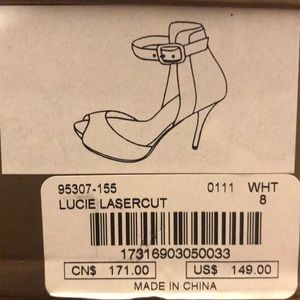 95307-155 0111 WHT
LUCIE LASERCUT 8
17316903050033
CN$ 171.00 US$ 149.00
MADE IN CHINA